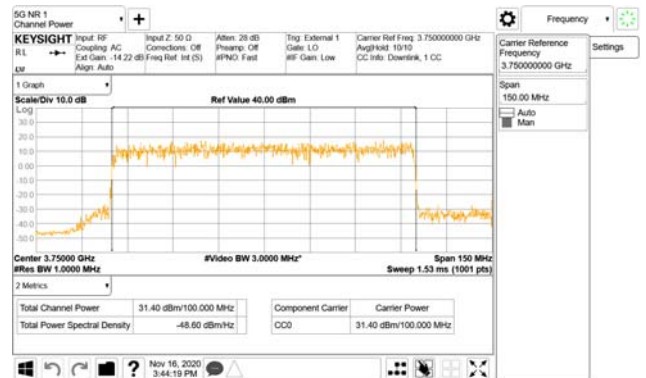 5G NR 1
Channel Power
Frequency
KEYSIGHT
RL
Input: RF
Coupling: AC
Ext Gain: -14.22 dB
Align: Auto
Input Z: 50 Ω
Corrections: Off
Freq Ref: Int (S)
Atten: 28 dB
Preamp: Off
#PNO: Fast
Trig: External 1
Gate: LO
#IF Gain: Low
Carrier Ref Freq: 3.750000000 GHz
Avg|Hold: 10/10
CC Info: Downlink, 1 CC
Carrier Reference
Frequency
3.750000000 GHz
Settings
Span
150.00 MHz
Auto
Man
1 Graph
Scale/Div 10.0 dB
Ref Value 40.00 dBm
Log
30.0
20.0
10.0
0.00
-10.0
-20.0
-30.0
-40.0
-50.0
Center 3.75000 GHz
#Video BW 3.0000 MHz*
Span 150 MHz
#Res BW 1.0000 MHz
Sweep 1.53 ms (1001 pts)
2 Metrics
Total Channel Power 31.40 dBm/100.000 MHz
Total Power Spectral Density -48.60 dBm/Hz
Component Carrier Carrier Power
CC0 31.40 dBm/100.000 MHz
?
Nov 16, 2020
3:44:19 PM